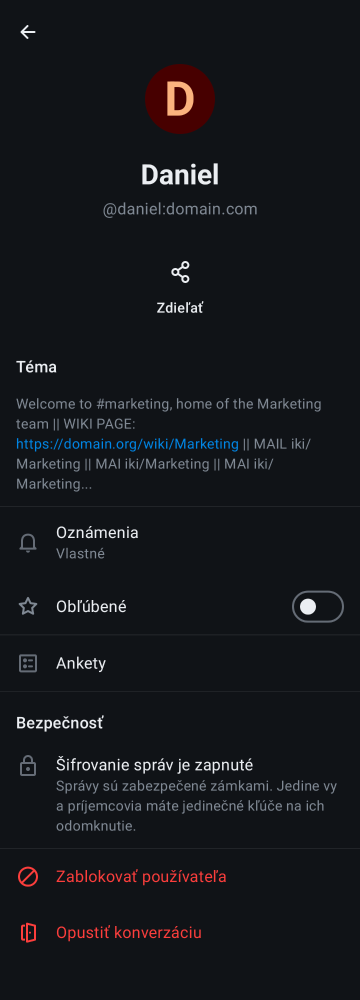 D
Daniel
@daniel:domain.com
Zdieľať
Téma
Welcome to #marketing, home of the Marketing
team || WIKI PAGE:
https://domain.org/wiki/Marketing || MAIL iki/
Marketing || MAI iki/Marketing || MAI iki/
Marketing...
Oznámenia
Vlastné
Obľúbené
Ankety
Bezpečnosť
Šifrovanie správ je zapnuté
Správy sú zabezpečené zámkami. Jedine vy
a príjemcovia máte jedinečné kľúče na ich
odomknutie.
Zablokovať používateľa
Opustiť konverzáciu